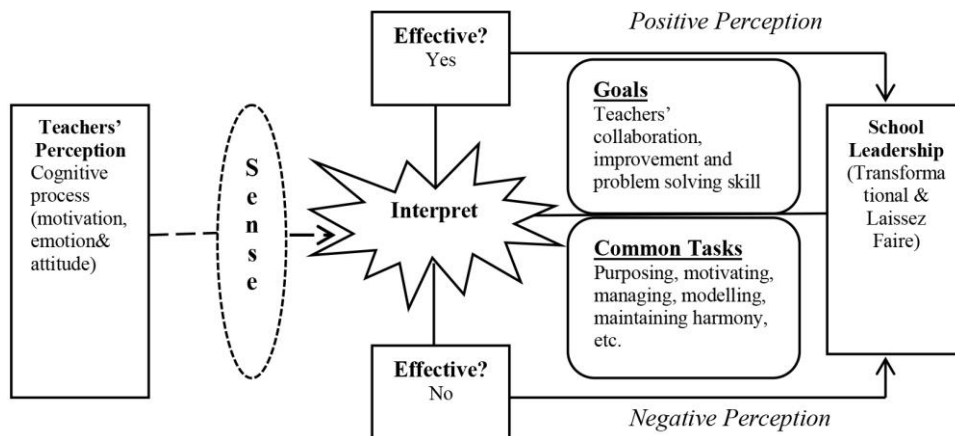 Teachers'
Perception
Cognitive
process
(motivation,
emotion&
attitude)
S
e
n
s
e
Interpret
Effective?
Yes
Positive Perception
Goals
Teachers'
collaboration,
improvement and
problem solving skill
Common Tasks
Purposing, motivating,
managing, modelling,
maintaining harmony,
etc.
Effective?
No
Negative Perception
School
Leadership
(Transforma
tional &
Laissez
Faire)